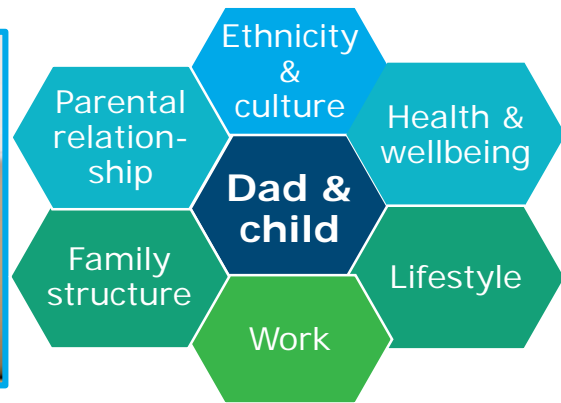 Ethnicity
&
culture
Parental
relation-
ship
Health &
wellbeing
Dad &
child
Family
structure
Lifestyle
Work